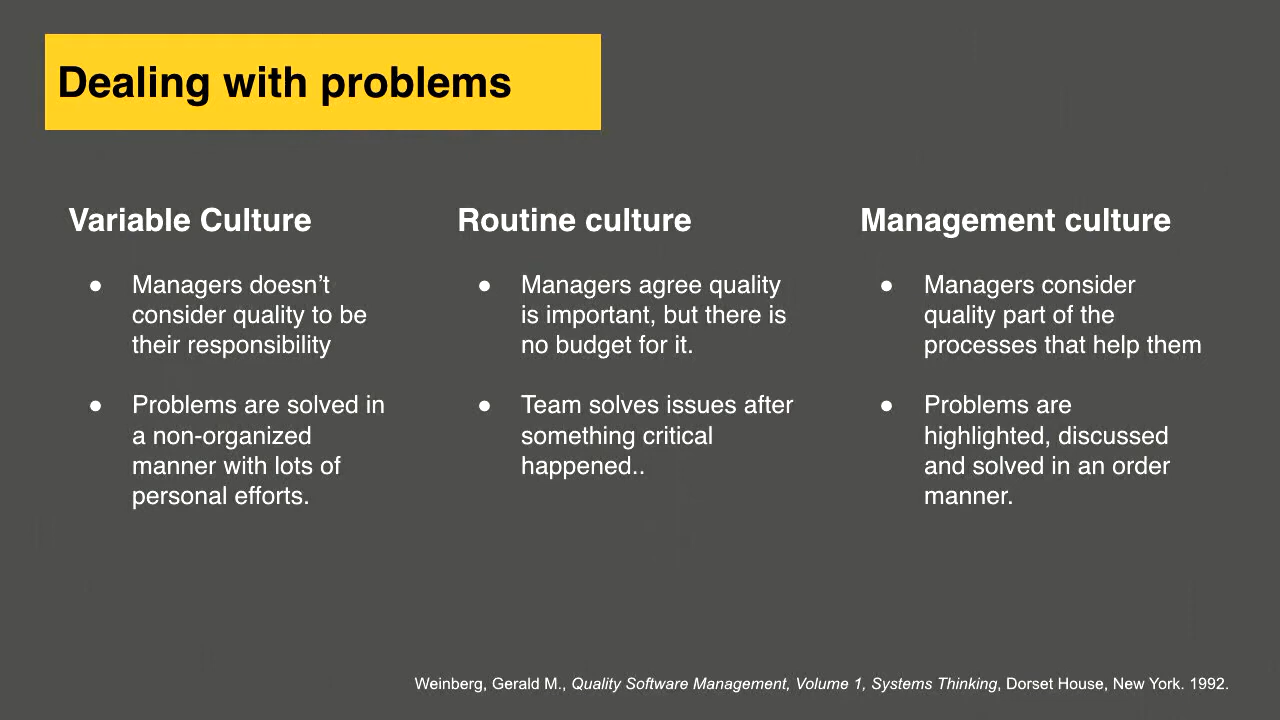 Dealing with problems
Variable Culture
● Managers doesn’t
consider quality to be
their responsibility
● Problems are solved in
a non-organized
manner with lots of
personal efforts.
Routine culture
● Managers agree quality
is important, but there is
no budget for it.
● Team solves issues after
something critical
happened..
Management culture
● Managers consider
quality part of the
processes that help them
● Problems are
highlighted, discussed
and solved in an order
manner.
Weinberg, Gerald M., Quality Software Management, Volume 1, Systems Thinking, Dorset House, New York. 1992.